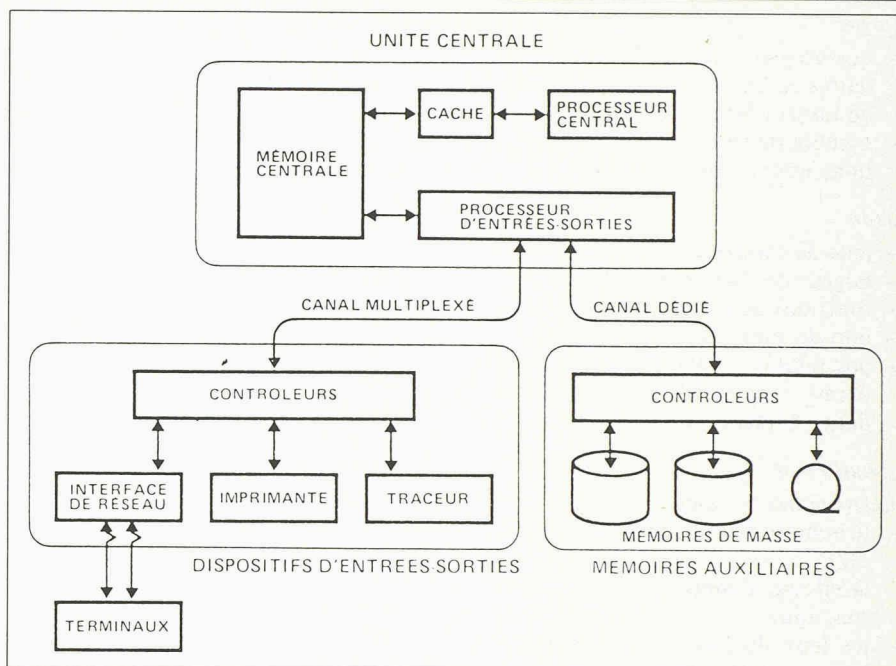 UNITE CENTRALE
CACHE
PROCESSEUR
CENTRAL
MÉMOIRE
CENTRALE
PROCESSEUR
D'ENTRÉES-SORTIES
CANAL MULTIPLEXÉ
CANAL DÉDIÉ
CONTROLEURS
CONTROLEURS
INTERFACE
DE RÉSEAU
IMPRIMANTE
TRACEUR
MÉMOIRES DE MASSE
DISPOSITIFS D'ENTREES-SORTIES
MEMOIRES AUXILIAIRES
TERMINAUX